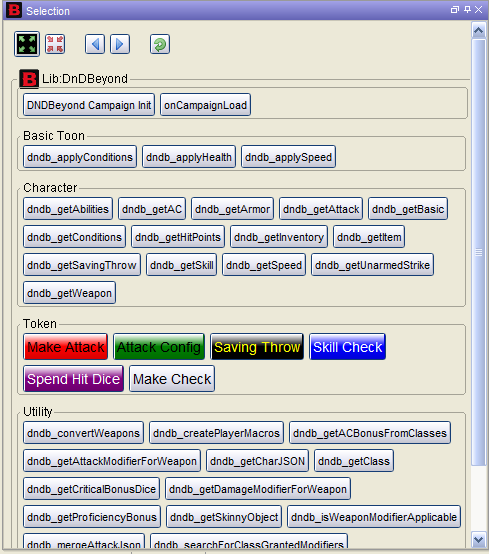 B Selection
B Lib:DnDBeyond
DNDBeyond Campaign Init onCampaignLoad
Basic Toon
dndb_applyConditions dndb_applyHealth dndb_applySpeed
Character
dndb_getAbilities dndb_getAC dndb_getArmor dndb_getAttack dndb_getBasic
dndb_getConditions dndb_getHitPoints dndb_getInventory dndb_getItem
dndb_getSavingThrow dndb_getSkill dndb_getSpeed dndb_getUnarmedStrike
dndb_getWeapon
Token
Make Attack Attack Config Saving Throw Skill Check
Spend Hit Dice Make Check
Utility
dndb_convertWeapons dndb_createPlayerMacros dndb_getACBonusFromClasses
dndb_getAttackModifierForWeapon dndb_getCharJSON dndb_getClass
dndb_getCriticalBonusDice dndb_getDamageModifierForWeapon
dndb_getProficiencyBonus dndb_getSkinnyObject dndb_isWeaponModifierApplicable
dndb_mergeAttackJson dndb_searchForClassGrantedModifiers